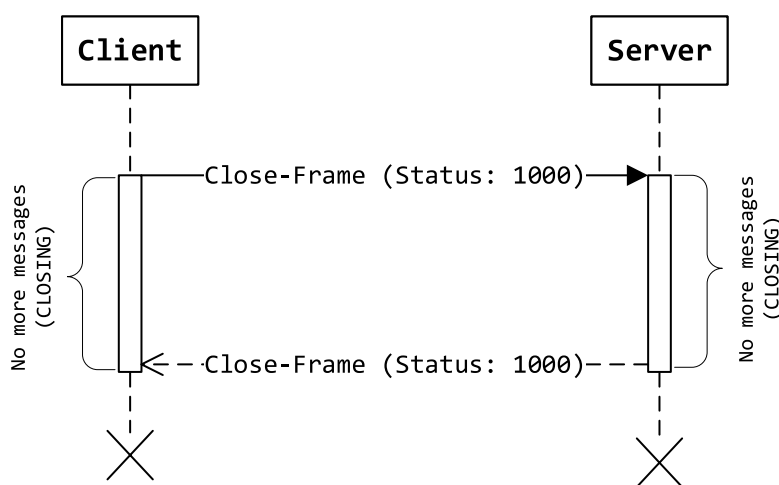 Client
Server
Close-Frame (Status: 1000)
No more messages
(CLOSING)
No more messages
(CLOSING)
Close-Frame (Status: 1000)